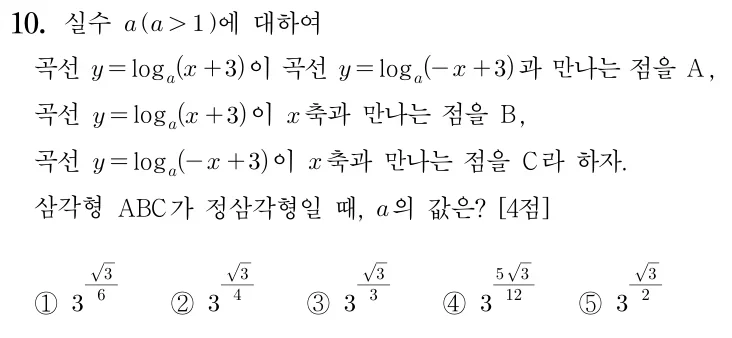 10. 실수 a(a>1)에 대하여
곡선 y=logₐ(x+3)이 곡선 y=logₐ(-x+3)과 만나는 점을 A,
곡선 y=logₐ(x+3)이 x축과 만나는 점을 B,
곡선 y=logₐ(-x+3)이 x축과 만나는 점을 C라 하자.
삼각형 ABC가 정삼각형일 때, a의 값은? [4점]
① 3^(√3/6) ② 3^(√3/4) ③ 3^(√3/3) ④ 3^(5√3/12) ⑤ 3^(√3/2)